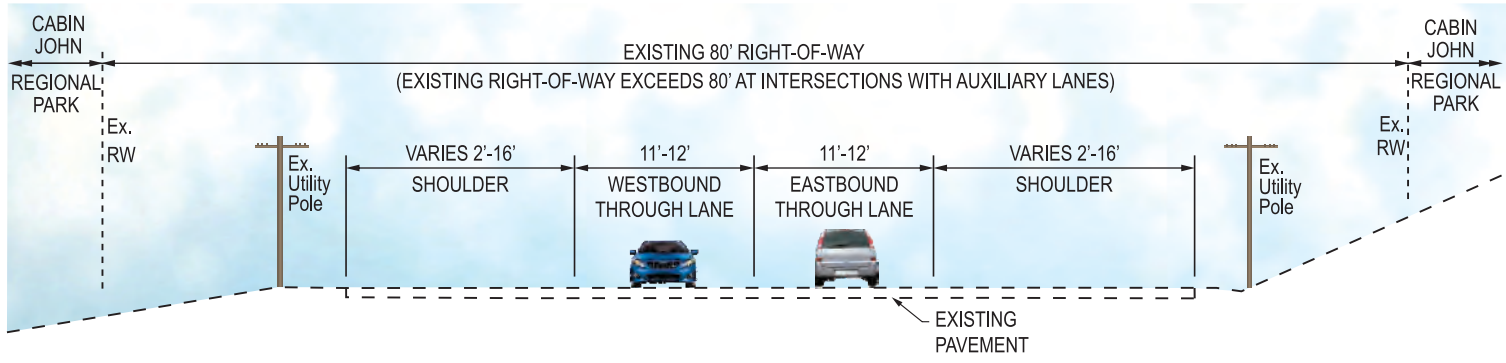 CABIN
JOHN
REGIONAL
PARK
EXISTING 80' RIGHT-OF-WAY
(EXISTING RIGHT-OF-WAY EXCEEDS 80' AT INTERSECTIONS WITH AUXILIARY LANES)
CABIN
JOHN
REGIONAL
PARK
Ex.
RW
Ex.
Utility
Pole
VARIES 2'-16'
SHOULDER
11'-12'
WESTBOUND
THROUGH LANE
11'-12'
EASTBOUND
THROUGH LANE
VARIES 2'-16'
SHOULDER
Ex.
Utility
Pole
Ex.
RW
EXISTING
PAVEMENT